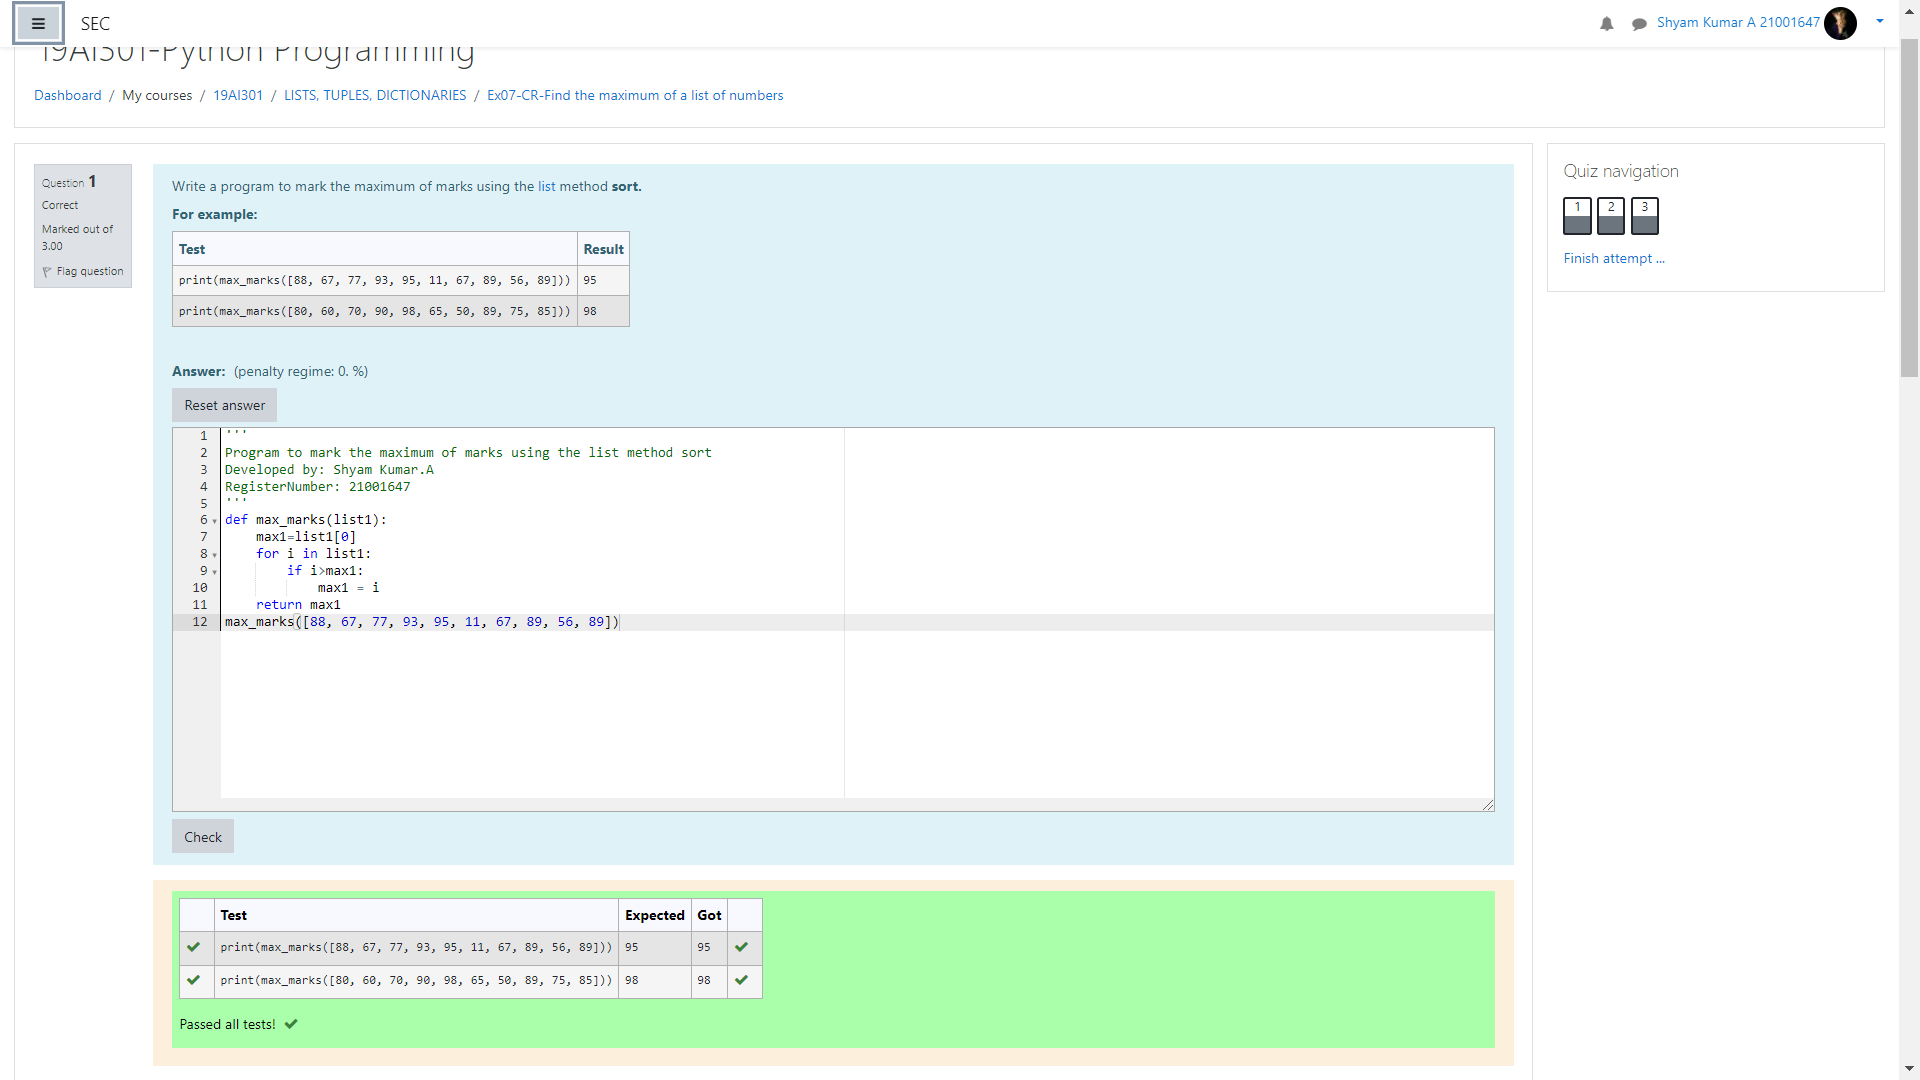 SEC
Shyam Kumar A 21001647
19AI301-Python Programming
Dashboard / My courses / 19AI301 / LISTS, TUPLES, DICTIONARIES / Ex07-CR-Find the maximum of a list of numbers
Question 1
Correct
Marked out of
3.00
Flag question
Write a program to mark the maximum of marks using the list method sort.
For example:
Test Result
print(max_marks([88, 67, 77, 93, 95, 11, 67, 89, 56, 89])) 95
print(max_marks([80, 60, 70, 90, 98, 65, 50, 89, 75, 85])) 98
Answer: (penalty regime: 0. %)
Reset answer
1 '''
2 Program to mark the maximum of marks using the list method sort
3 Developed by: Shyam Kumar.A
4 RegisterNumber: 21001647
5 '''
6 def max_marks(list1):
7     max1=list1[0]
8     for i in list1:
9         if i>max1:
10             max1 = i
11     return max1
12 max_marks([88, 67, 77, 93, 95, 11, 67, 89, 56, 89])
Check
Test Expected Got
print(max_marks([88, 67, 77, 93, 95, 11, 67, 89, 56, 89])) 95 95
print(max_marks([80, 60, 70, 90, 98, 65, 50, 89, 75, 85])) 98 98
Passed all tests!
Quiz navigation
1 2 3
Finish attempt ...